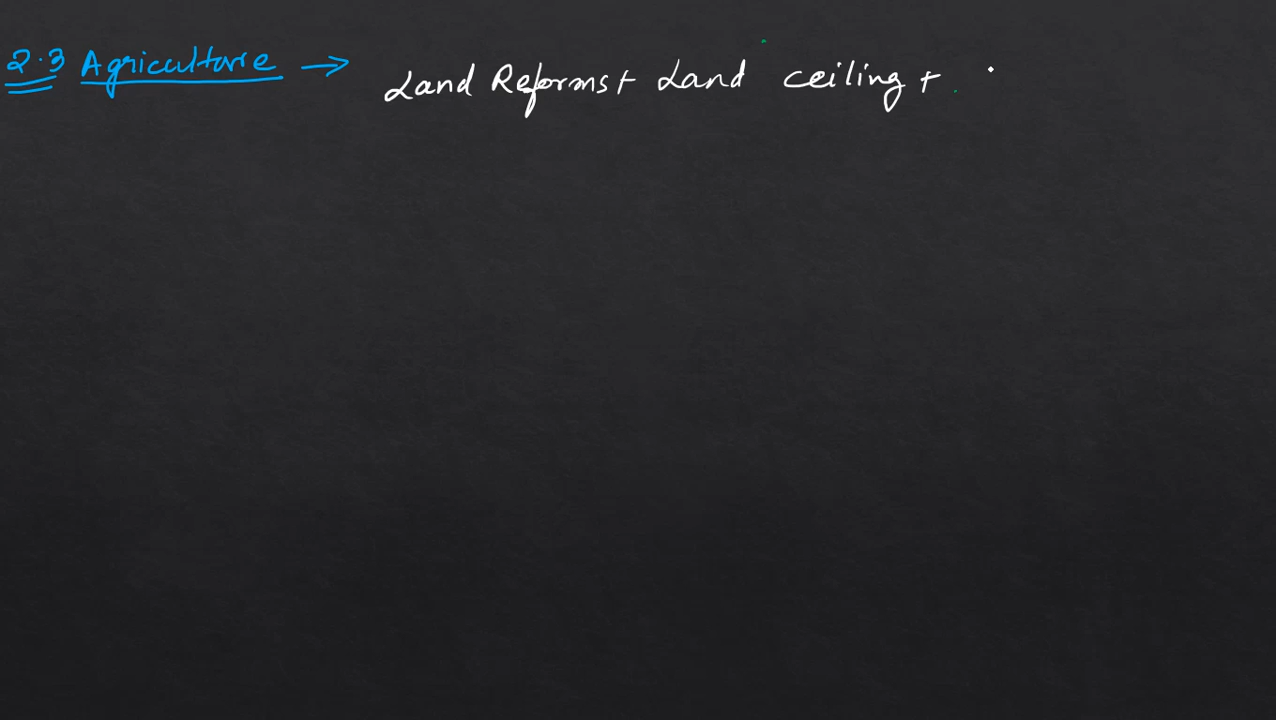 2.3 Agriculture → Land Reforms + Land ceiling +